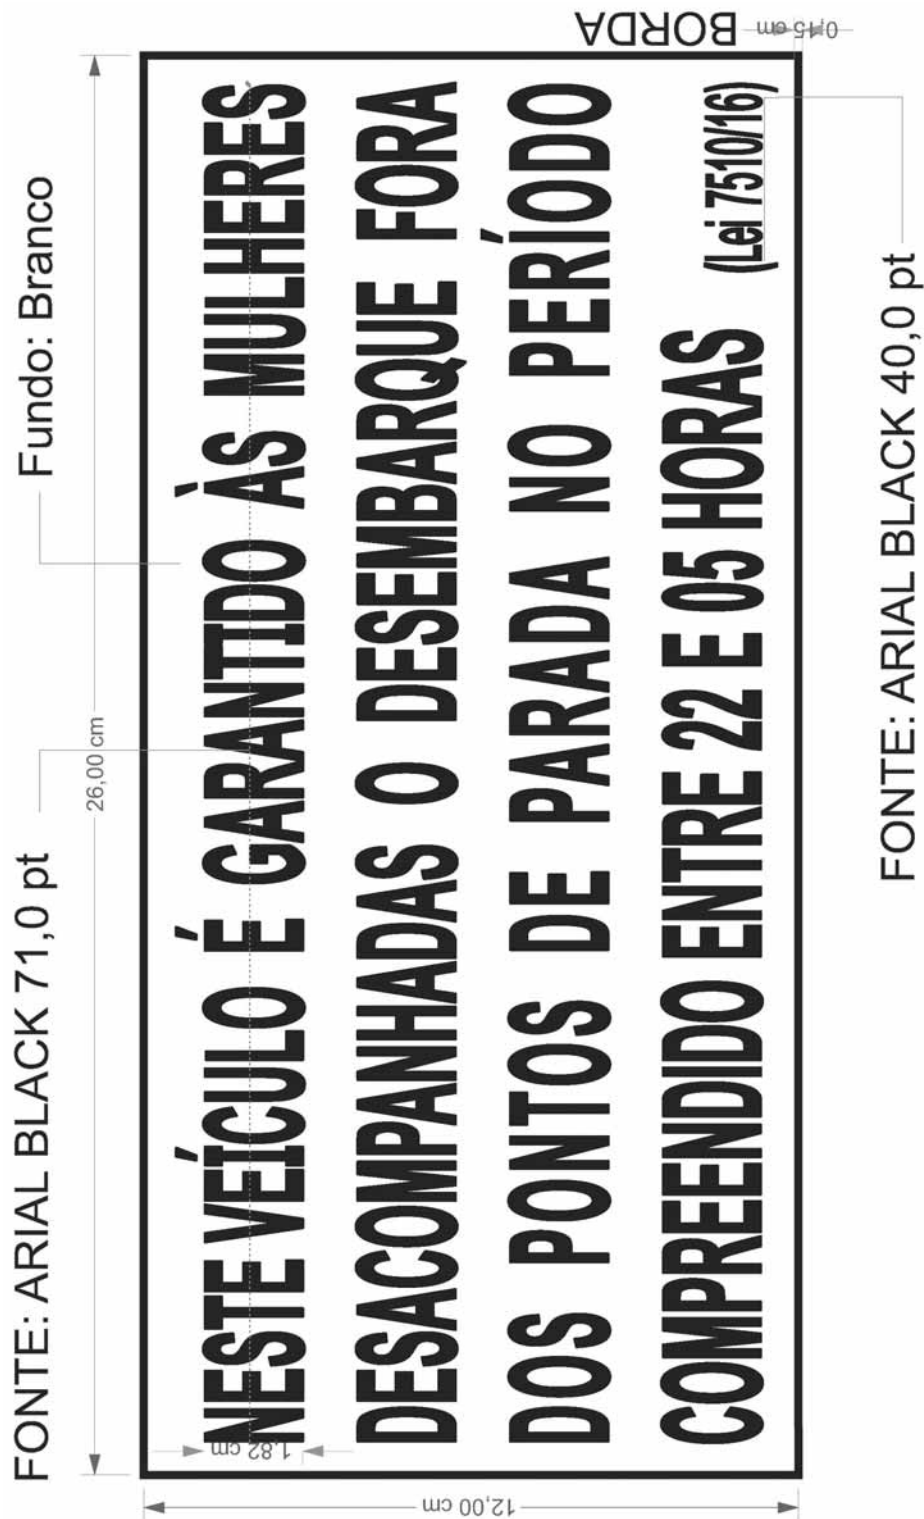 FONTE: ARIAL BLACK 71,0 pt
Fundo: Branco
26,00 cm
NESTE VEÍCULO É GARANTIDO ÀS MULHERES
DESACOMPANHADAS O DESEMBARQUE FORA
DOS PONTOS DE PARADA NO PERÍODO
COMPREENDIDO ENTRE 22 E 05 HORAS
(Lei 7510/16)
1,82 cm
12,00 cm
BORDA
0,15 cm
FONTE: ARIAL BLACK 40,0 pt